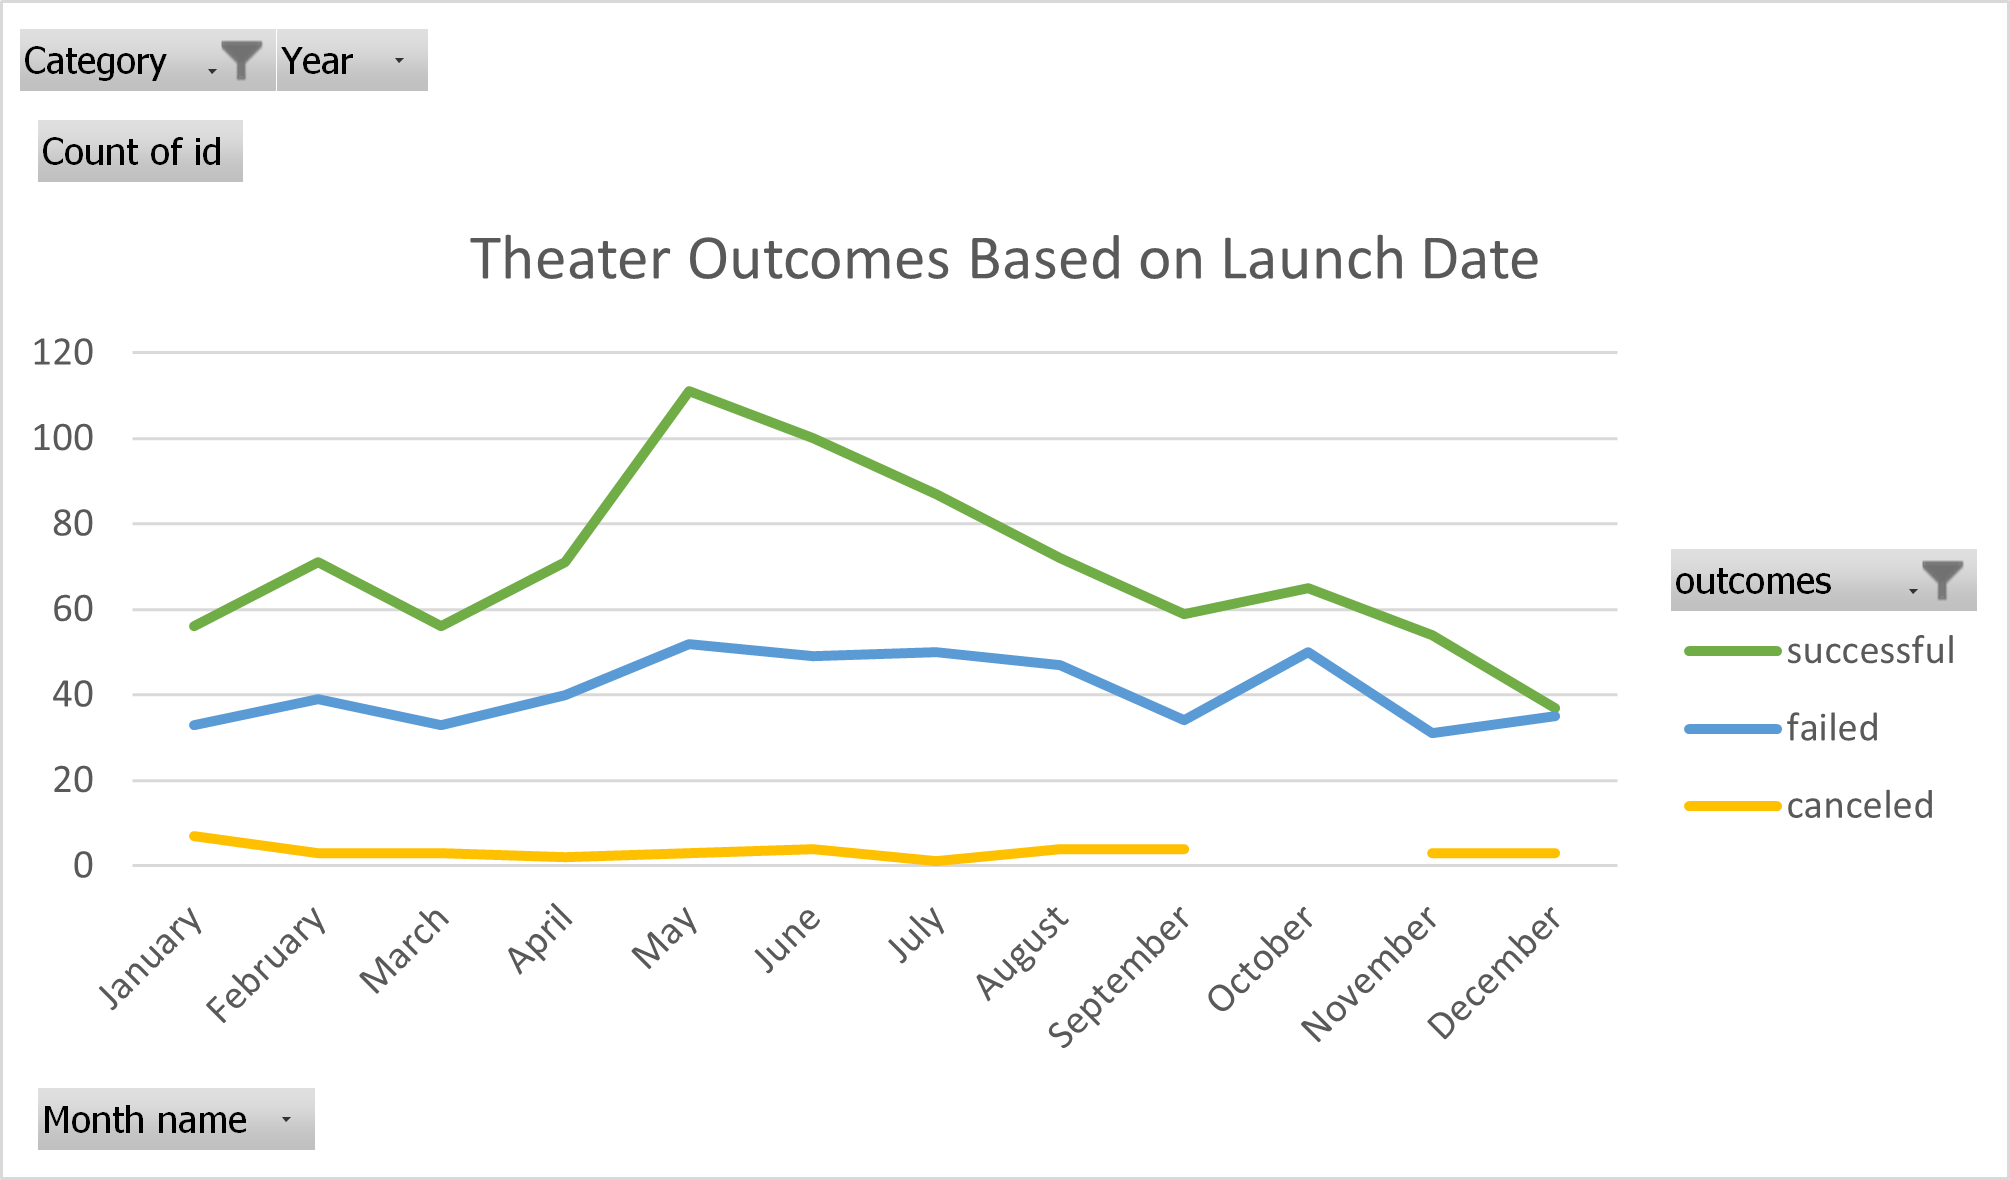 Category Year
Count of id
Theater Outcomes Based on Launch Date
120
100
80
60
40
20
0
January
February
March
April
May
June
July
August
September
October
November
December
outcomes
successful
failed
canceled
Month name